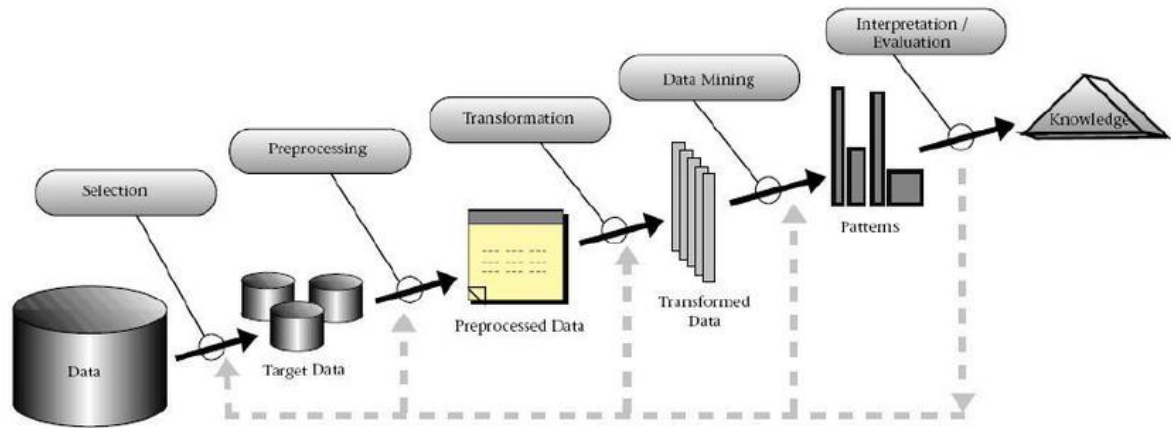 Interpretation /
Evaluation
Data Mining
Transformation
Preprocessing
Selection
Data
Target Data
Preprocessed Data
Transformed
Data
Patterns
Knowledge